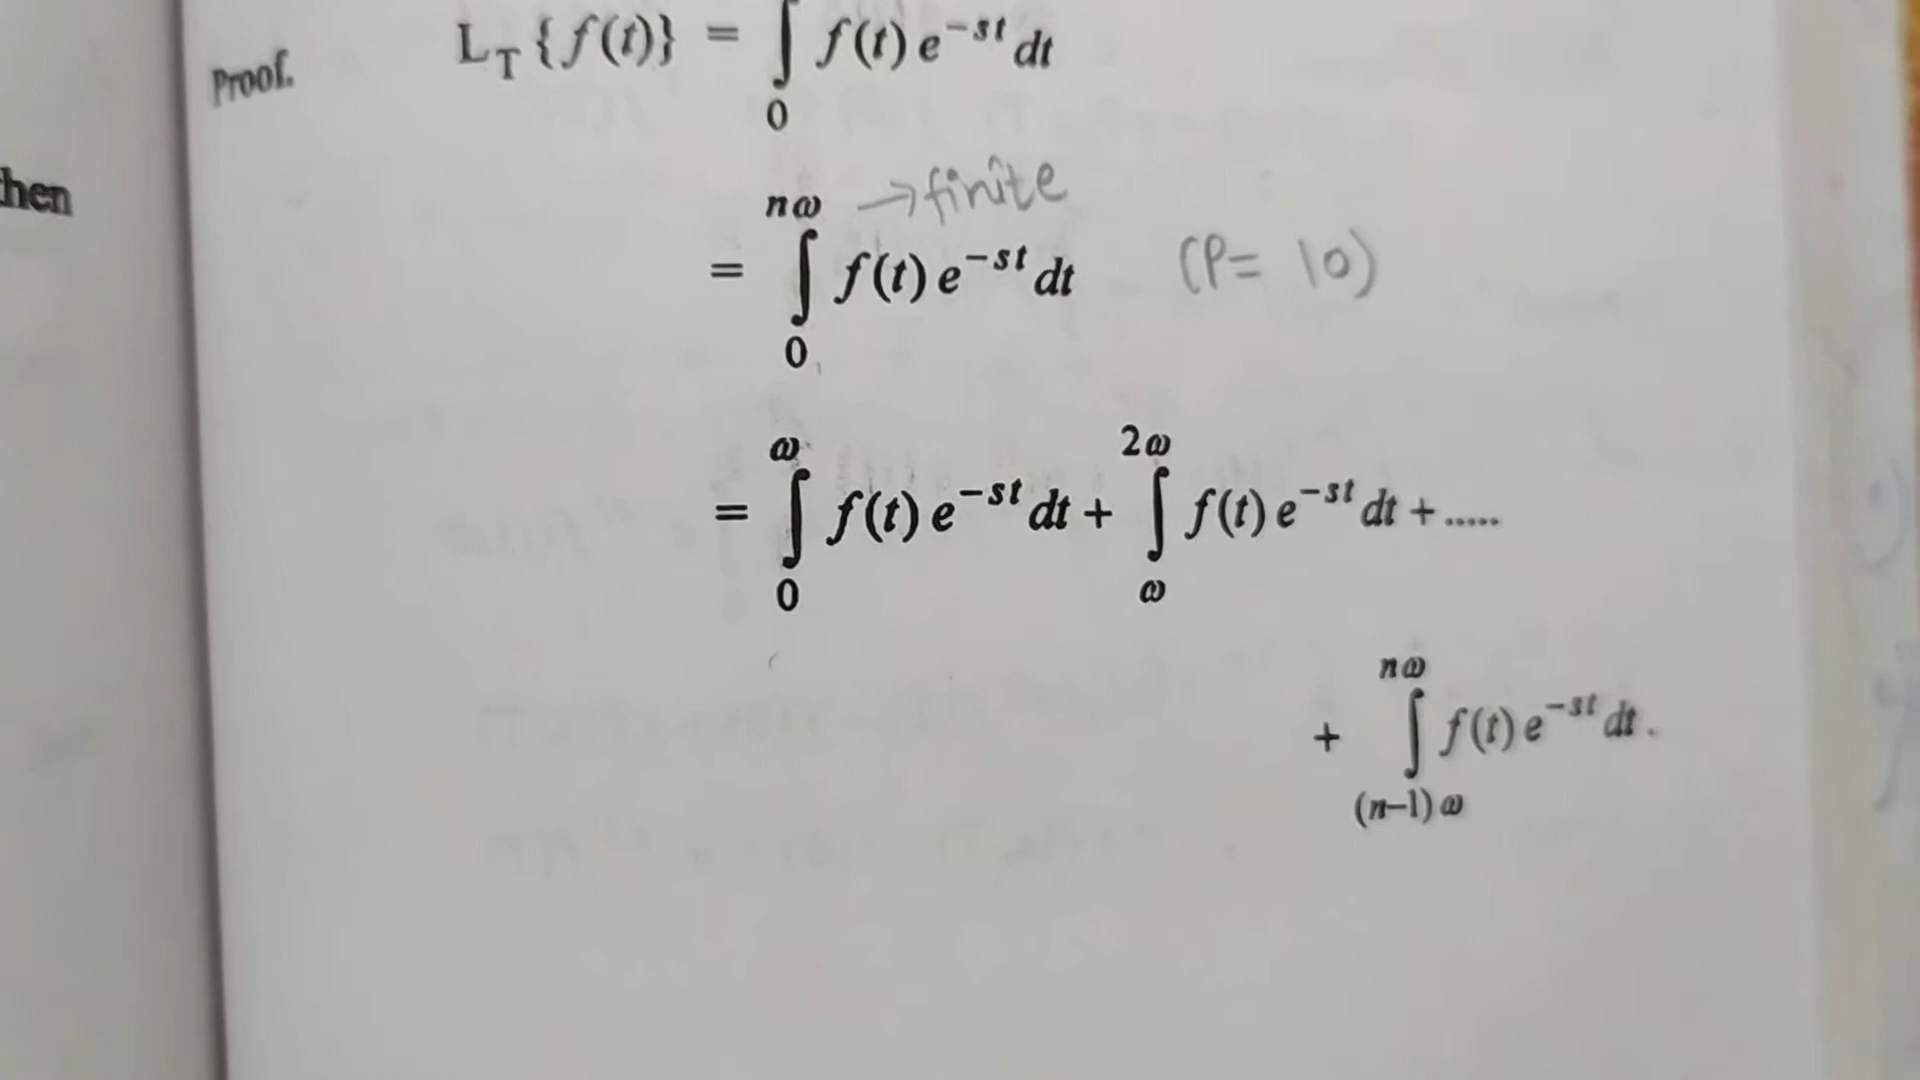 Proof. L_T {f(t)} = ∫_0 f(t) e^{-st} dt
hen
= ∫_0^{nω} f(t) e^{-st} dt →finite (P= 10)
= ∫_0^ω f(t) e^{-st} dt + ∫_ω^{2ω} f(t) e^{-st} dt + .....
+ ∫_{(n-1)ω}^{nω} f(t) e^{-st} dt.